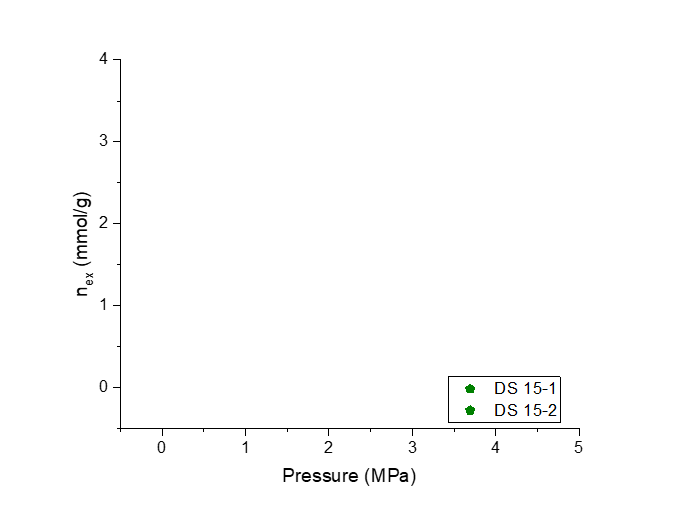 4
3
2
1
0
n_ex (mmol/g)
DS 15-1
DS 15-2
0 1 2 3 4 5
Pressure (MPa)